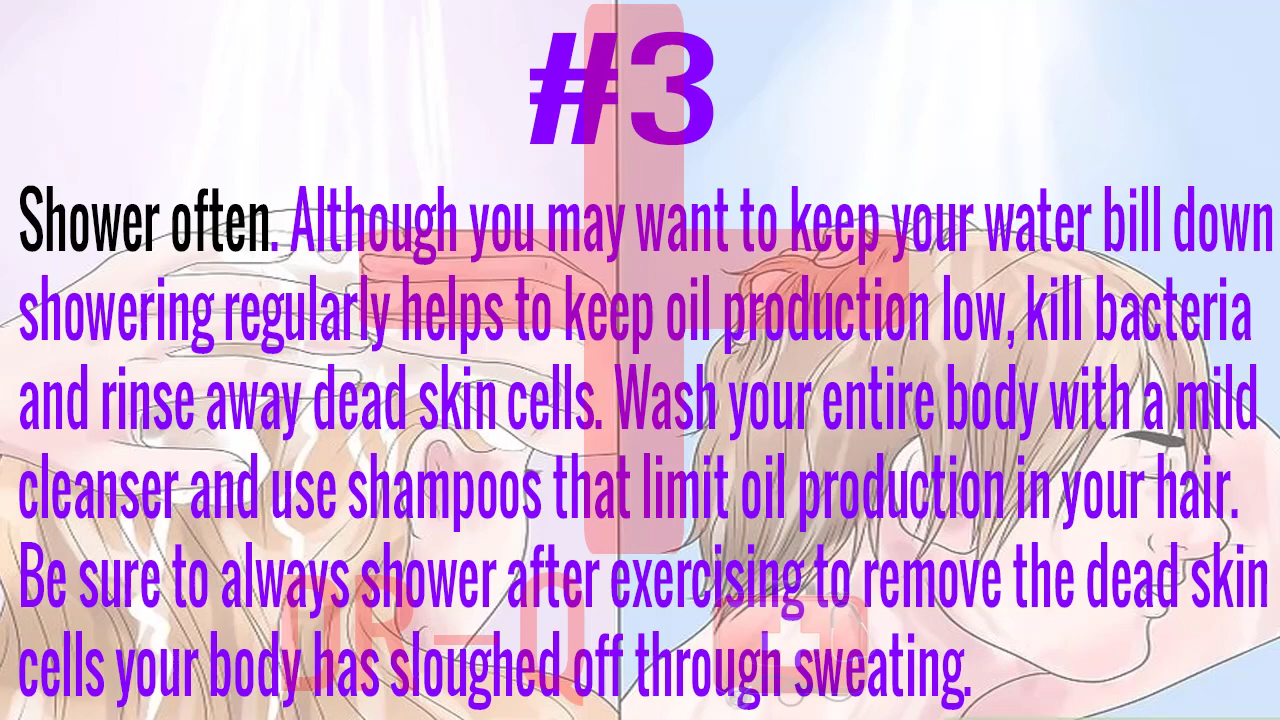 #3
Shower often. Although you may want to keep your water bill down
showering regularly helps to keep oil production low, kill bacteria
and rinse away dead skin cells. Wash your entire body with a mild
cleanser and use shampoos that limit oil production in your hair.
Be sure to always shower after exercising to remove the dead skin
cells your body has sloughed off through sweating.
DR-Q